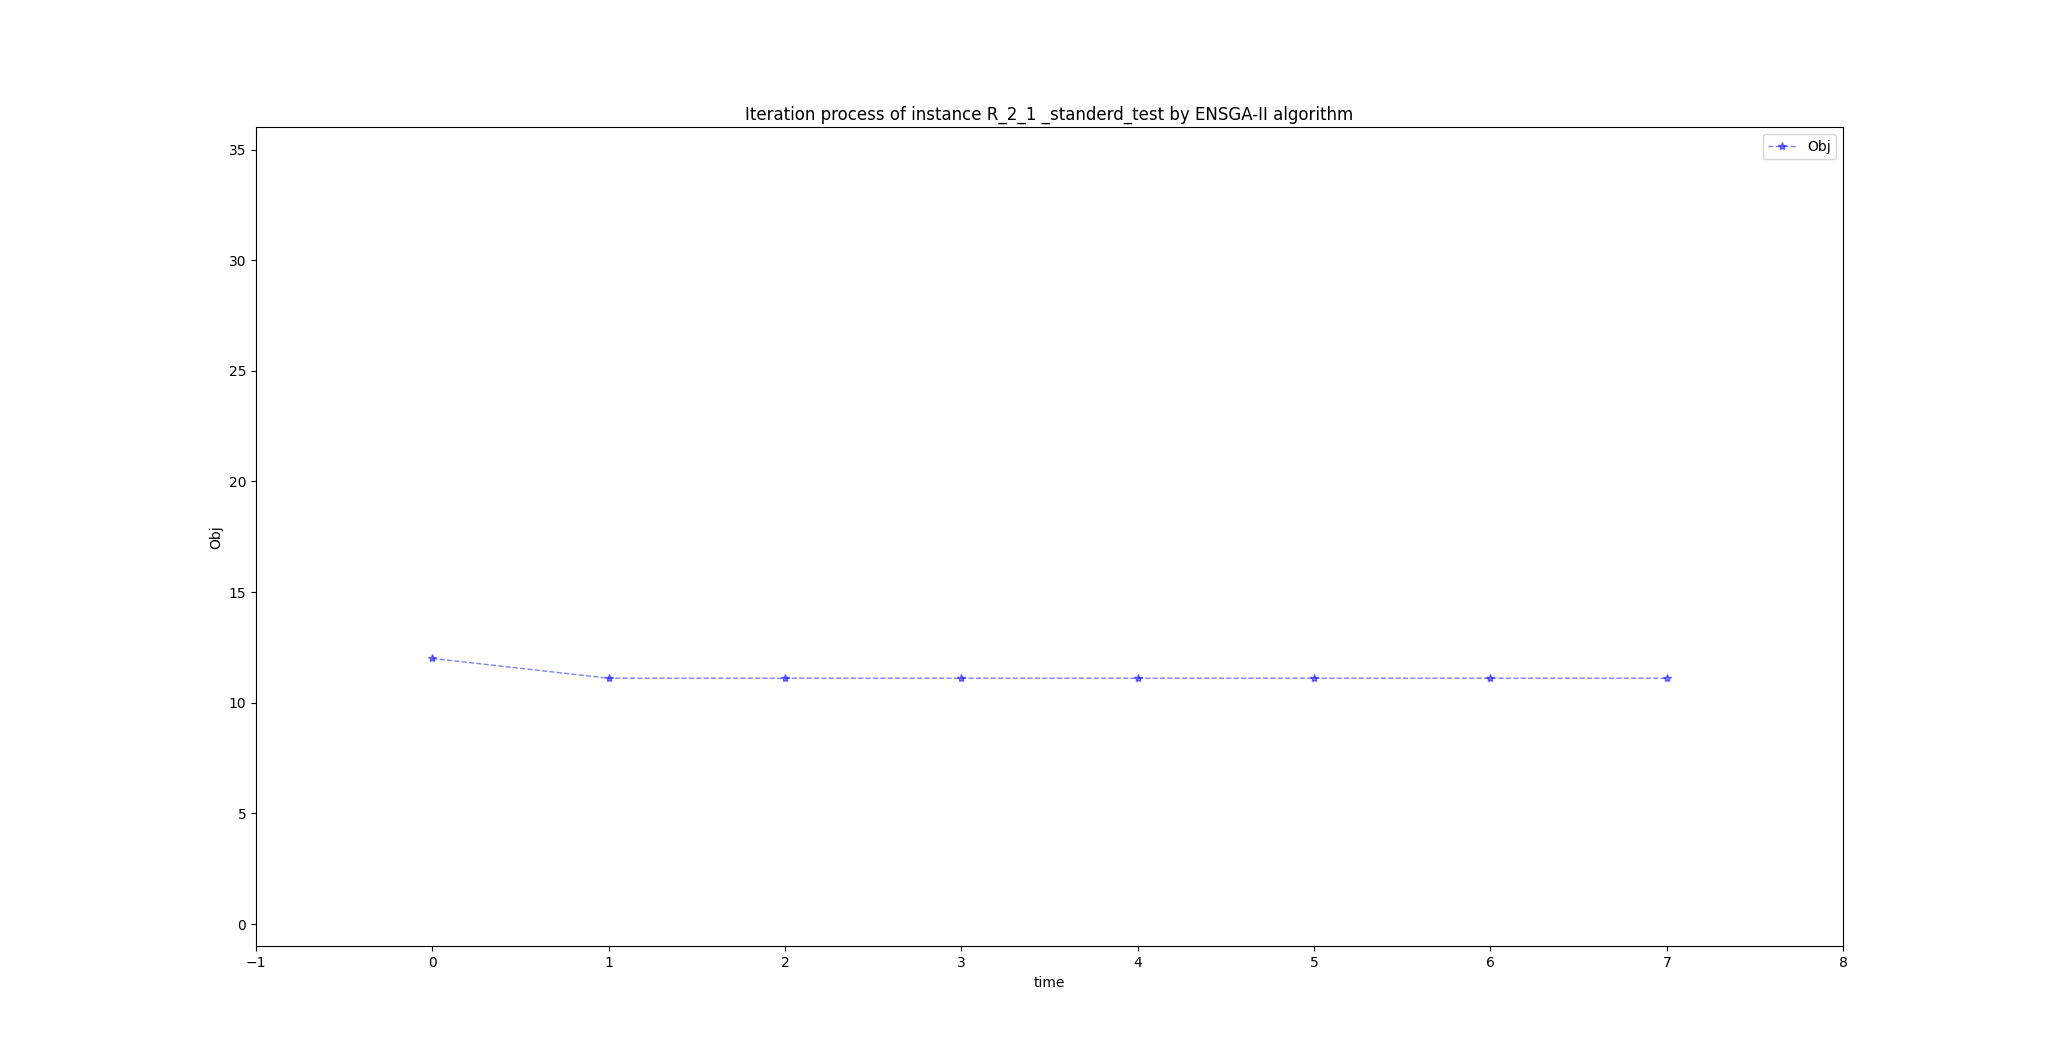 Iteration process of instance R_2_1 _standerd_test by ENSGA-II algorithm
Obj
35
30
25
20
15
10
5
0
Obj
−1 0 1 2 3 4 5 6 7 8
time